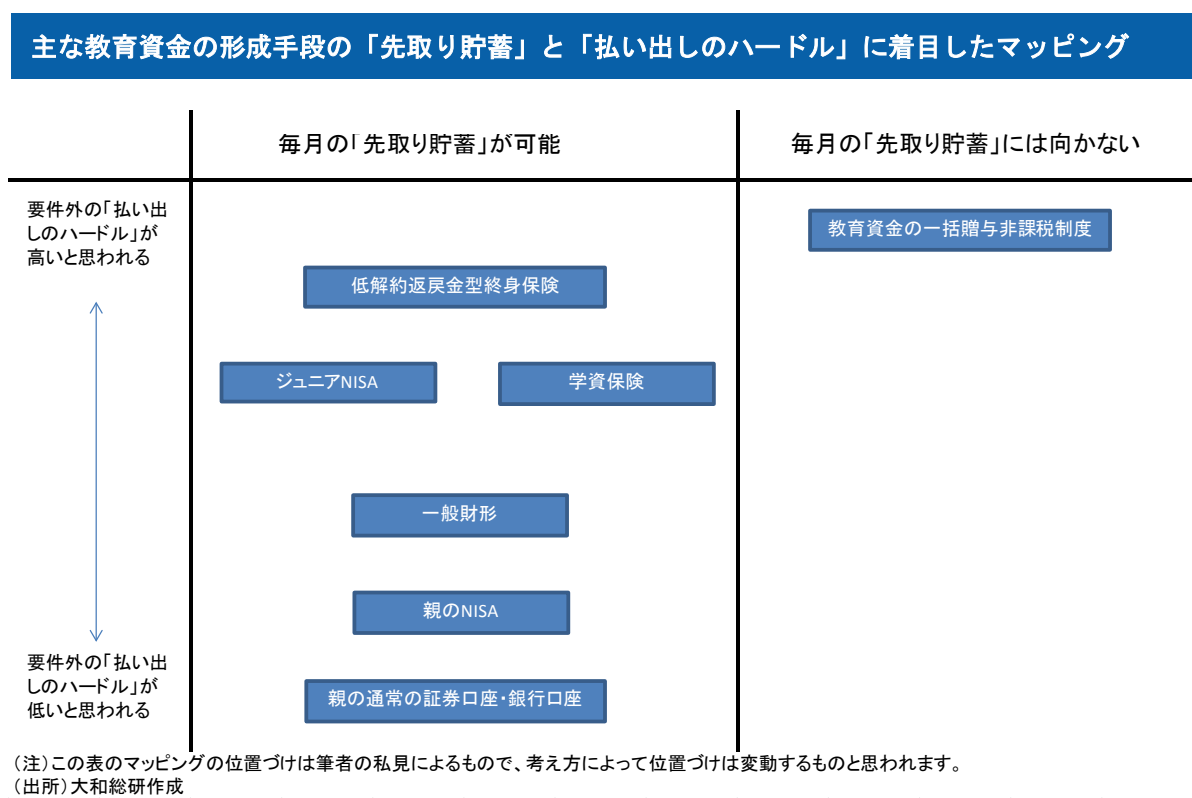 主な教育資金の形成手段の「先取り貯蓄」と「払い出しのハードル」に着目したマッピング
毎月の「先取り貯蓄」が可能
毎月の「先取り貯蓄」には向かない
要件外の「払い出
しのハードル」が
高いと思われる
教育資金の一括贈与非課税制度
低解約返戻金型終身保険
ジュニアNISA
学資保険
一般財形
親のNISA
要件外の「払い出
しのハードル」が
低いと思われる
親の通常の証券口座・銀行口座
（注）この表のマッピングの位置づけは筆者の私見によるもので、考え方によって位置づけは変動するものと思われます。
（出所）大和総研作成